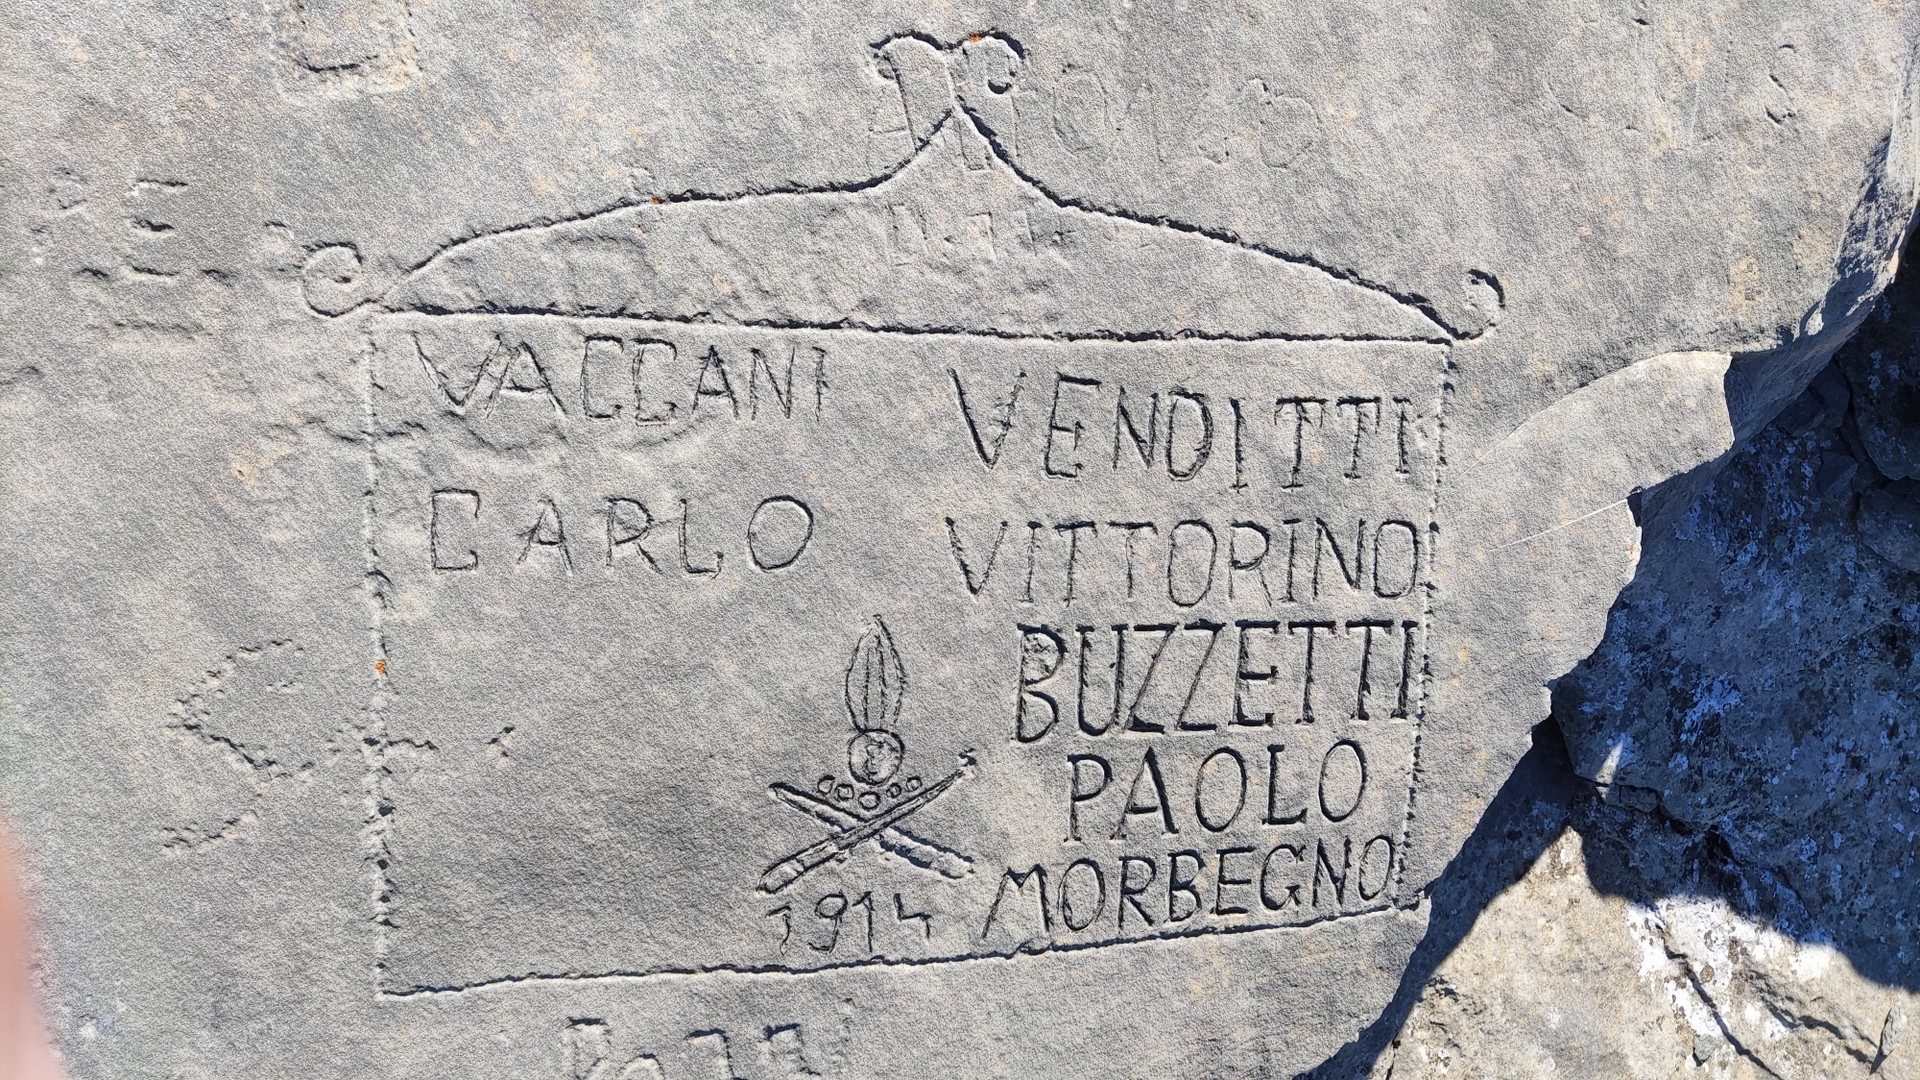 VACCANI
CARLO
VENDITTI
VITTORINO
BUZZETTI
PAOLO
MORBEGNO
1914